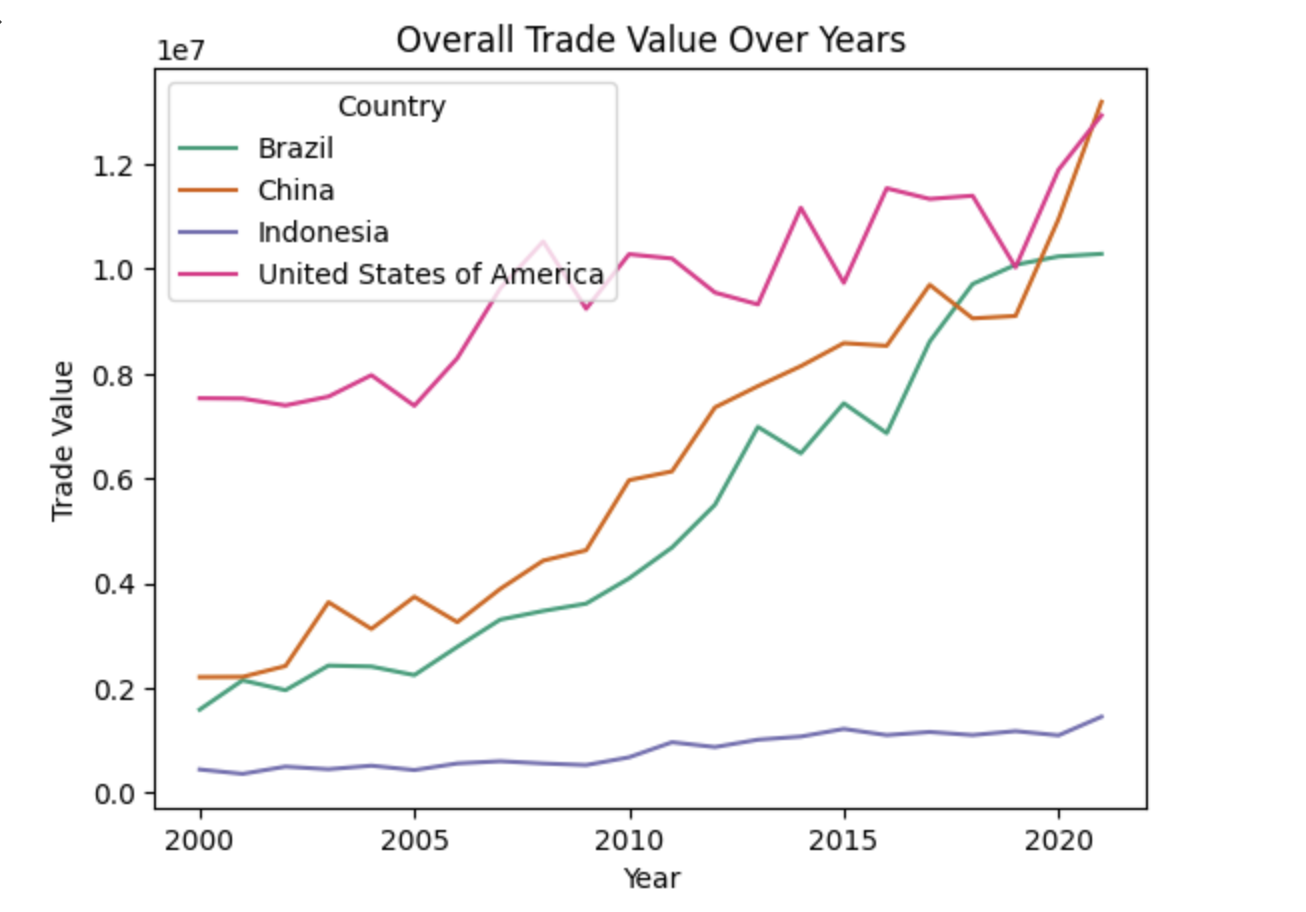 Overall Trade Value Over Years
1e7
Country
Brazil
China
Indonesia
United States of America
1.2
1.0
0.8
0.6
0.4
0.2
0.0
Trade Value
2000 2005 2010 2015 2020
Year